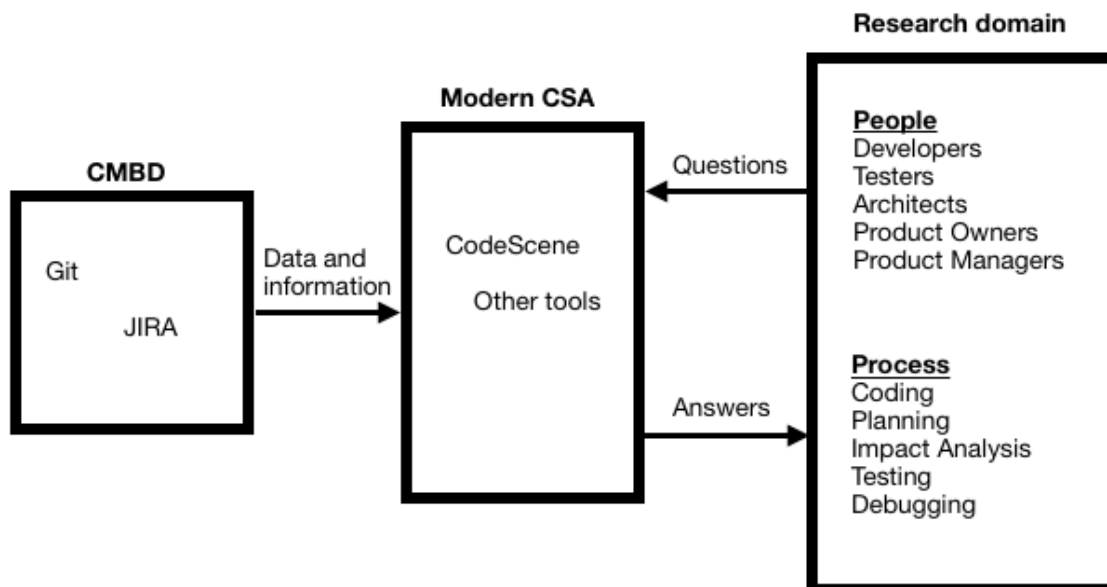 CMBD
Git
JIRA
Data and
information
Modern CSA
CodeScene
Other tools
Questions
Answers
Research domain
People
Developers
Testers
Architects
Product Owners
Product Managers
Process
Coding
Planning
Impact Analysis
Testing
Debugging